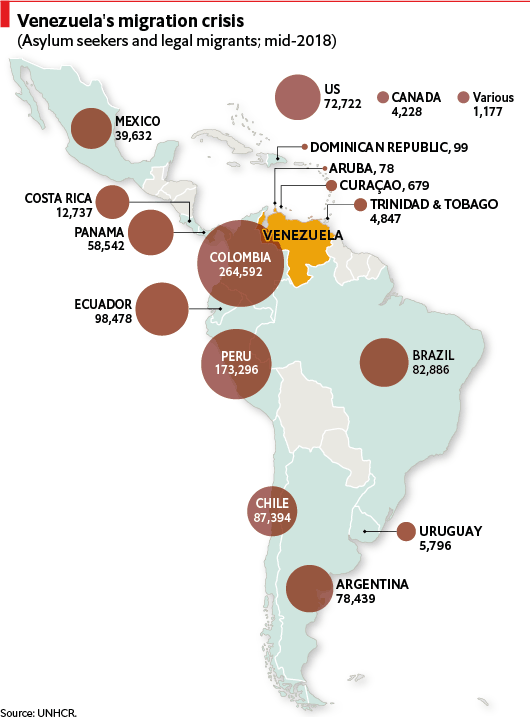 Venezuela's migration crisis
(Asylum seekers and legal migrants; mid-2018)
US
72,722
CANADA
4,228
Various
1,177
MEXICO
39,632
DOMINICAN REPUBLIC, 99
ARUBA, 78
CURAÇAO, 679
TRINIDAD & TOBAGO
4,847
COSTA RICA
12,737
PANAMA
58,542
VENEZUELA
COLOMBIA
264,592
ECUADOR
98,478
PERU
173,296
BRAZIL
82,886
CHILE
87,394
URUGUAY
5,796
ARGENTINA
78,439
Source: UNHCR.